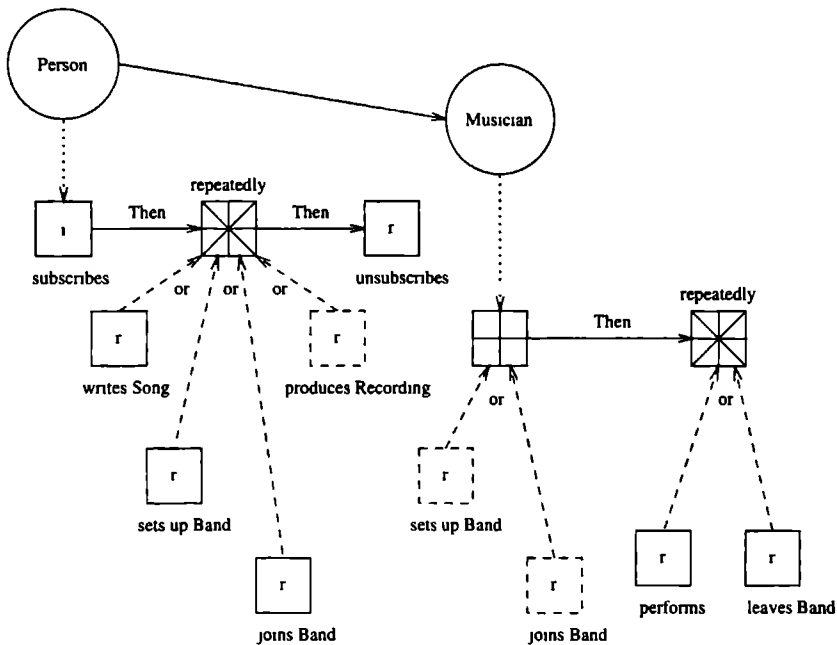 Person
Musician
repeatedly
Then
Then
ı
r
subscribes
unsubscribes
or
or
or
repeatedly
Then
r
r
writes Song
produces Recording
or
or
r
r
sets up Band
sets up Band
r
r
r
r
joins Band
joins Band
performs
leaves Band